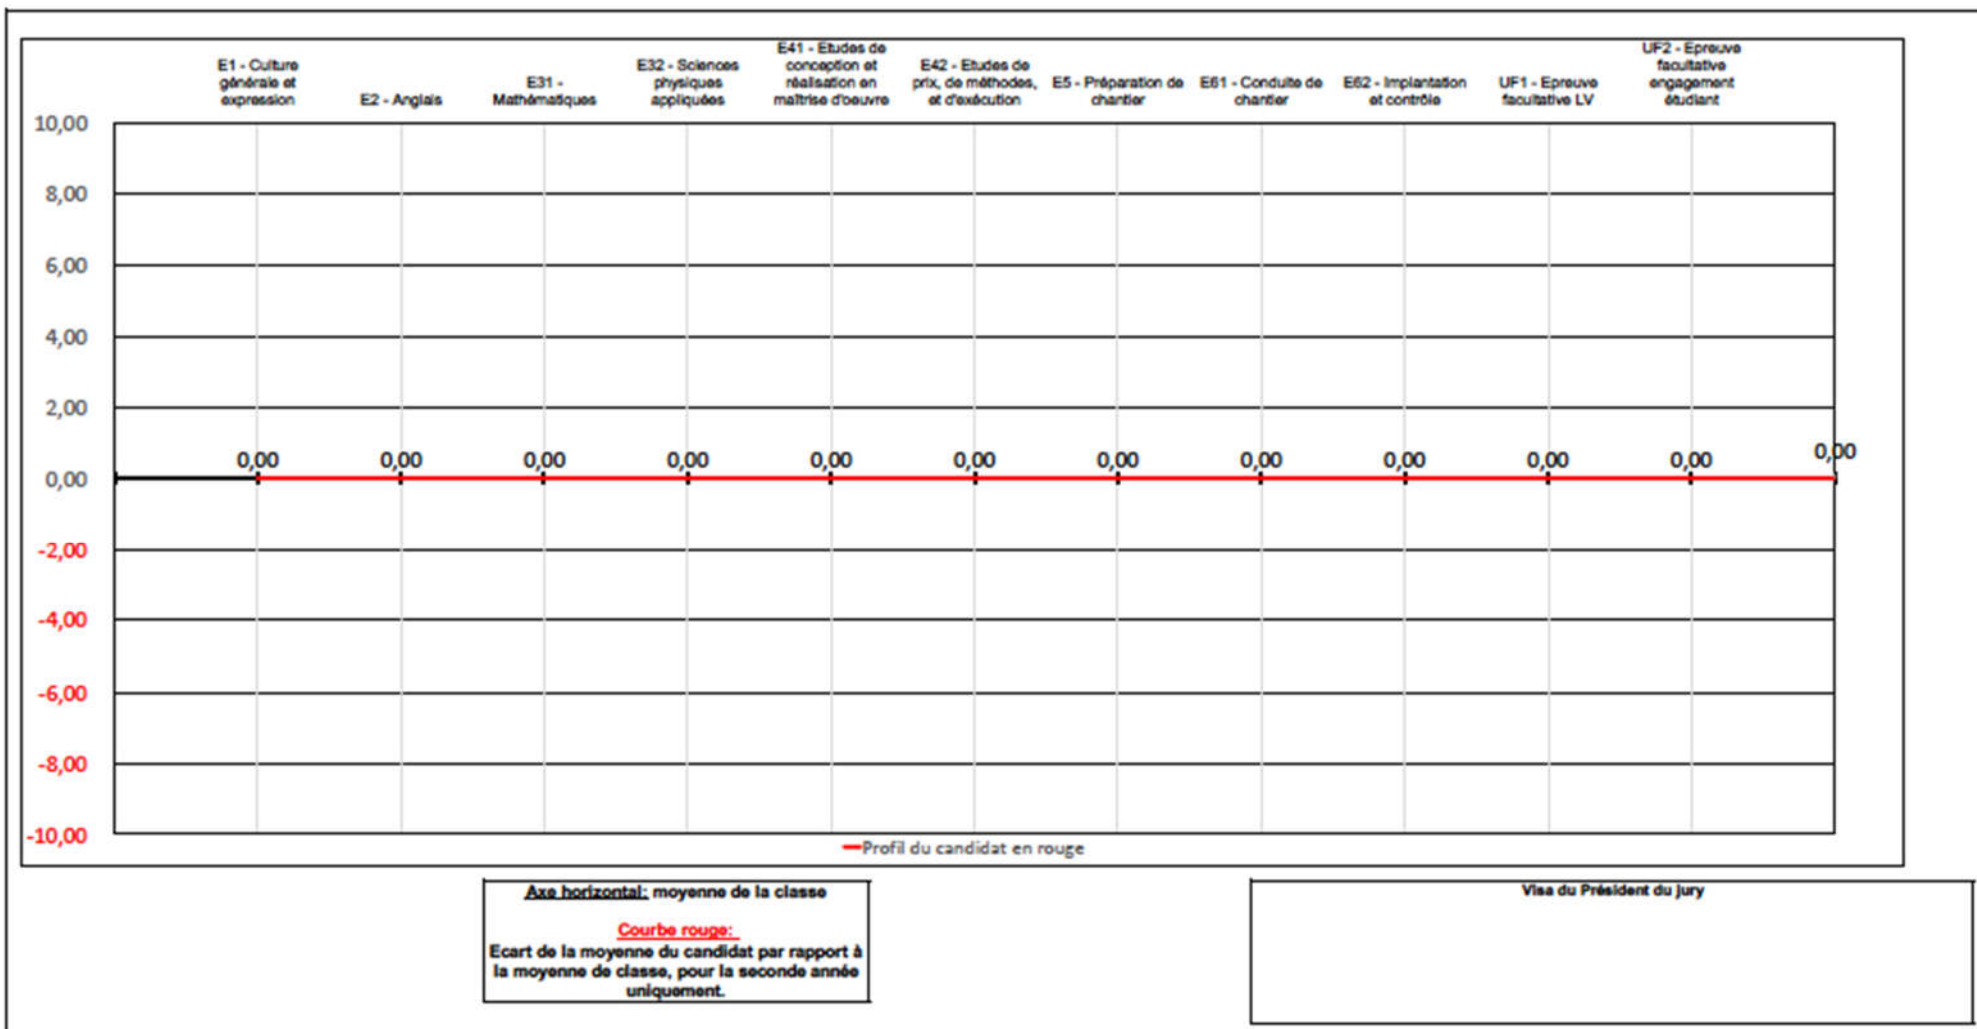 E1 - Culture
générale et
expression
E2 - Anglais
E31 -
Mathématiques
E32 - Sciences
physiques
appliquées
E41 - Etudes de
conception et
réalisation en
maîtrise d'oeuvre
E42 - Etudes de
prix, de méthodes,
et d'exécution
E5 - Préparation de
chantier
E61 - Conduite de
chantier
E62 - Implantation
et contrôle
UF1 - Epreuve
facultative LV
UF2 - Epreuve
facultative
engagement
étudiant
10,00
8,00
6,00
4,00
2,00
0,00
-2,00
-4,00
-6,00
-8,00
-10,00
0,00 0,00 0,00 0,00 0,00 0,00 0,00 0,00 0,00 0,00 0,00 0,00
Profil du candidat en rouge
Axe horizontal: moyenne de la classe
Courbe rouge:
Ecart de la moyenne du candidat par rapport à
la moyenne de classe, pour la seconde année
uniquement.
Visa du Président du jury